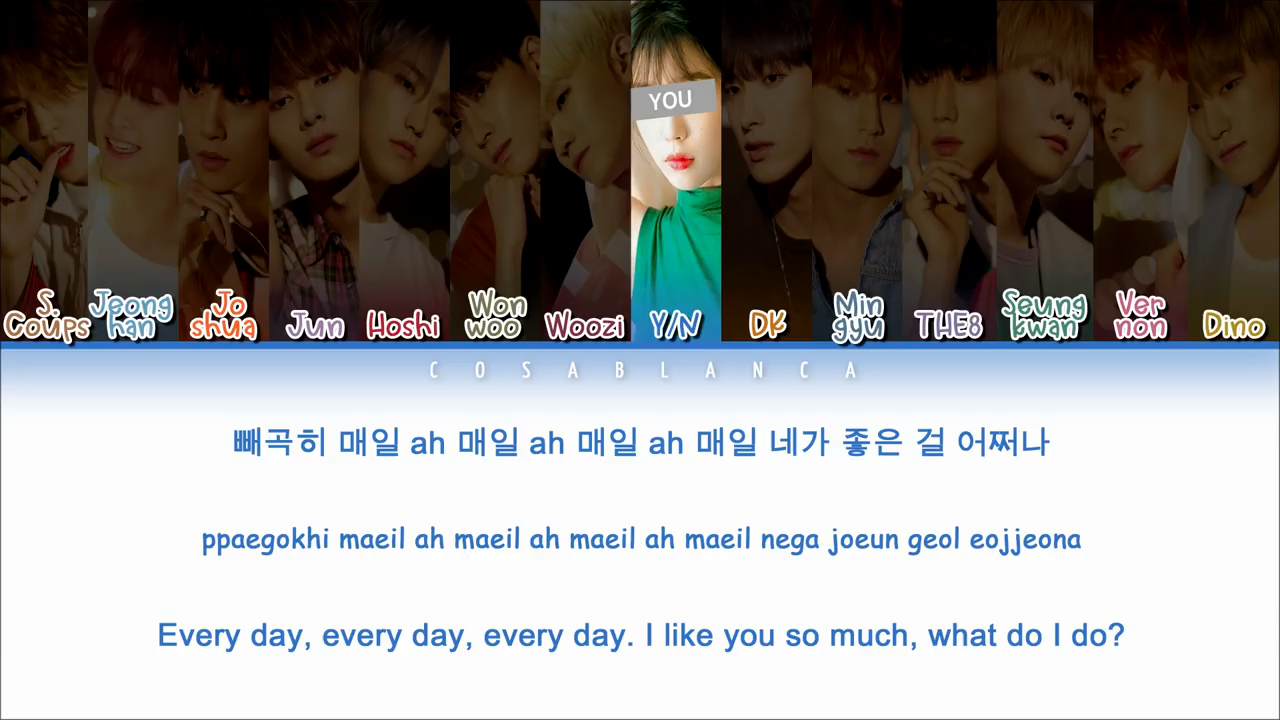 YOU
S.
Coups
Jeong
han
Jo
shua
Jun
Hoshi
Won
woo
Woozi
Y/N
DK
Min
gyu
THE8
Seung
kwan
Ver
non
Dino
COSABLANCA
빼곡히 매일 ah 매일 ah 매일 ah 매일 네가 좋은 걸 어쩌나
ppaegokhi maeil ah maeil ah maeil ah maeil nega joeun geol eojjeona
Every day, every day, every day. I like you so much, what do I do?